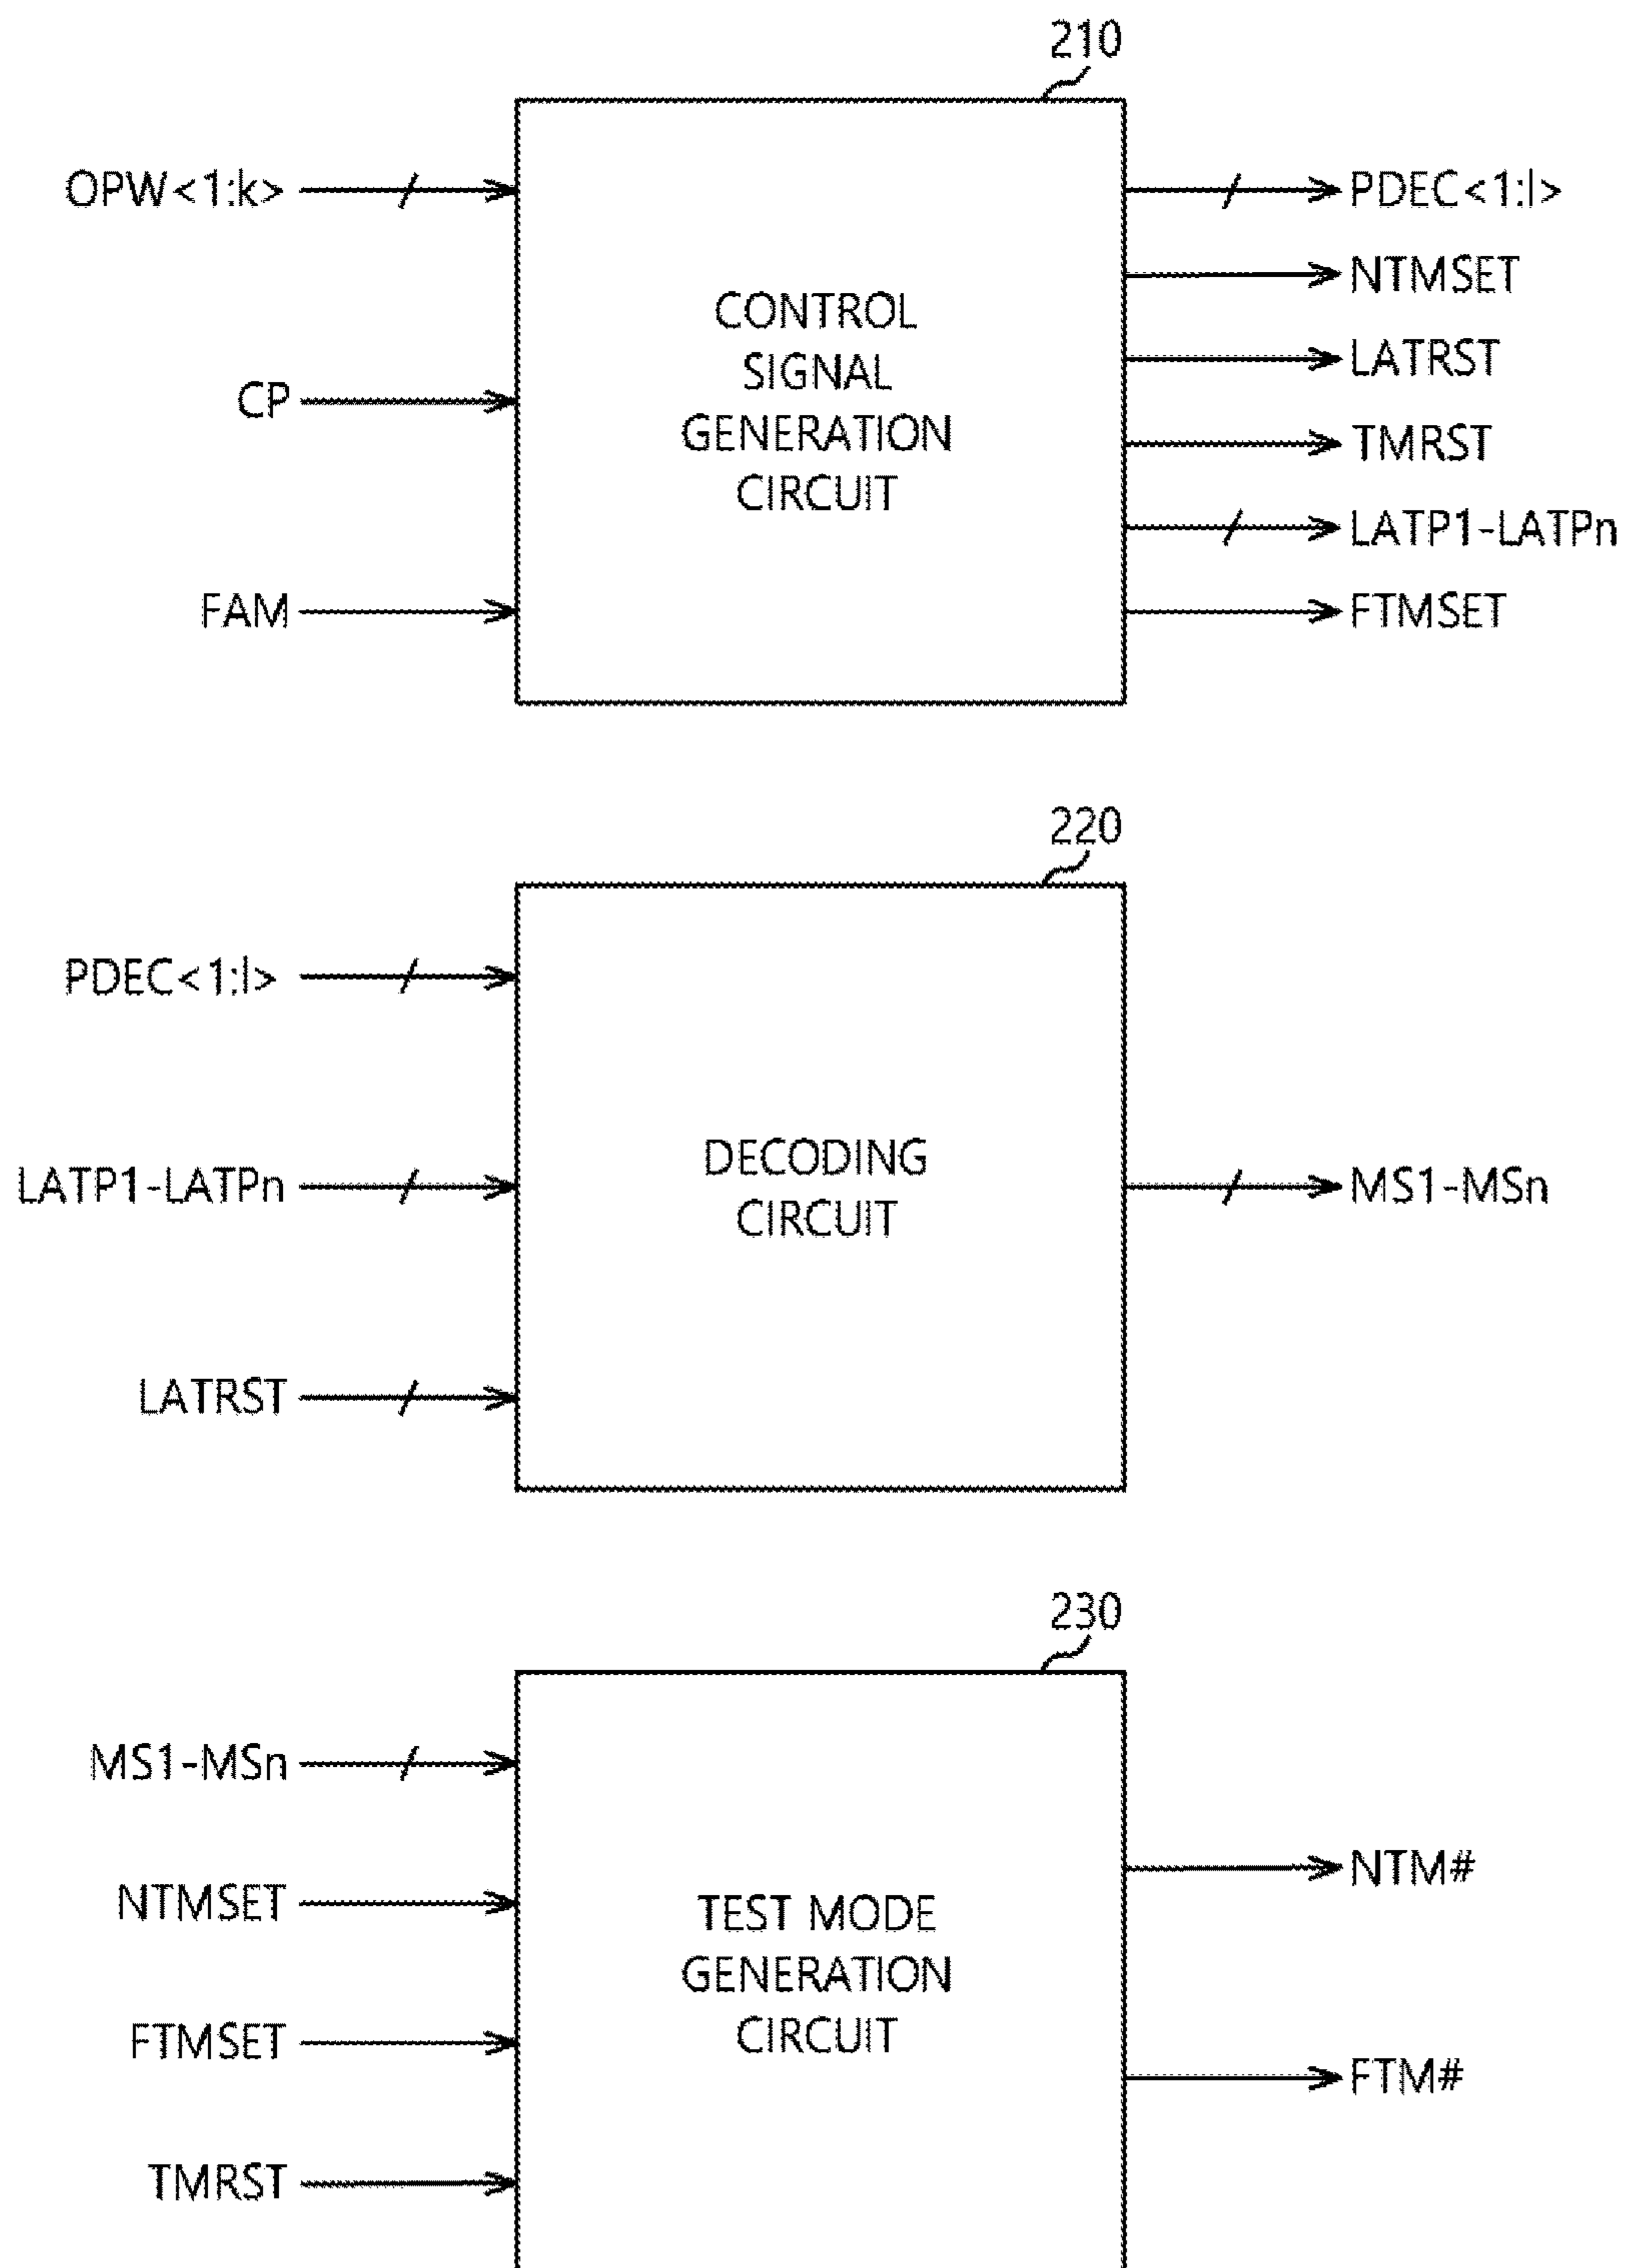 210
OPW<1:k>
CP
FAM
CONTROL
SIGNAL
GENERATION
CIRCUIT
PDEC<1:l>
NTMSET
LATRST
TMRST
LATP1-LATPn
FTMSET
220
PDEC<1:l>
LATP1-LATPn
LATRST
DECODING
CIRCUIT
MS1-MSn
230
MS1-MSn
NTMSET
FTMSET
TMRST
TEST MODE
GENERATION
CIRCUIT
NTM#
FTM#